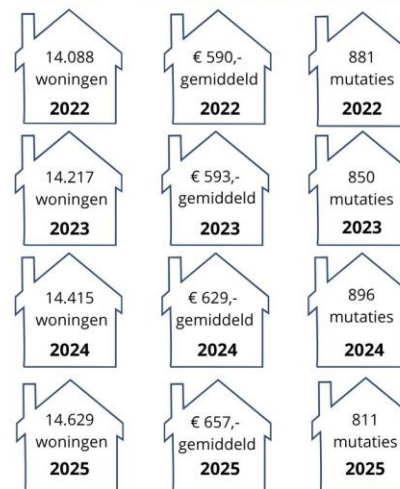 14.088
woningen
2022
€ 590,-
gemiddeld
2022
881
mutaties
2022
14.217
woningen
2023
€ 593,-
gemiddeld
2023
850
mutaties
2023
14.415
woningen
2024
€ 629,-
gemiddeld
2024
896
mutaties
2024
14.629
woningen
2025
€ 657,-
gemiddeld
2025
811
mutaties
2025